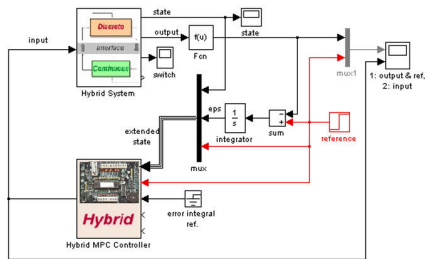 state
Discrete
output
f(u)
state
input
Interface
Fcn
Continuous
switch
mux1
1: output & ref,
2: input
Hybrid System
eps
1
s
extended
state
integrator
sum
reference
mux
Hybrid
error integral
ref.
Hybrid MPC Controller